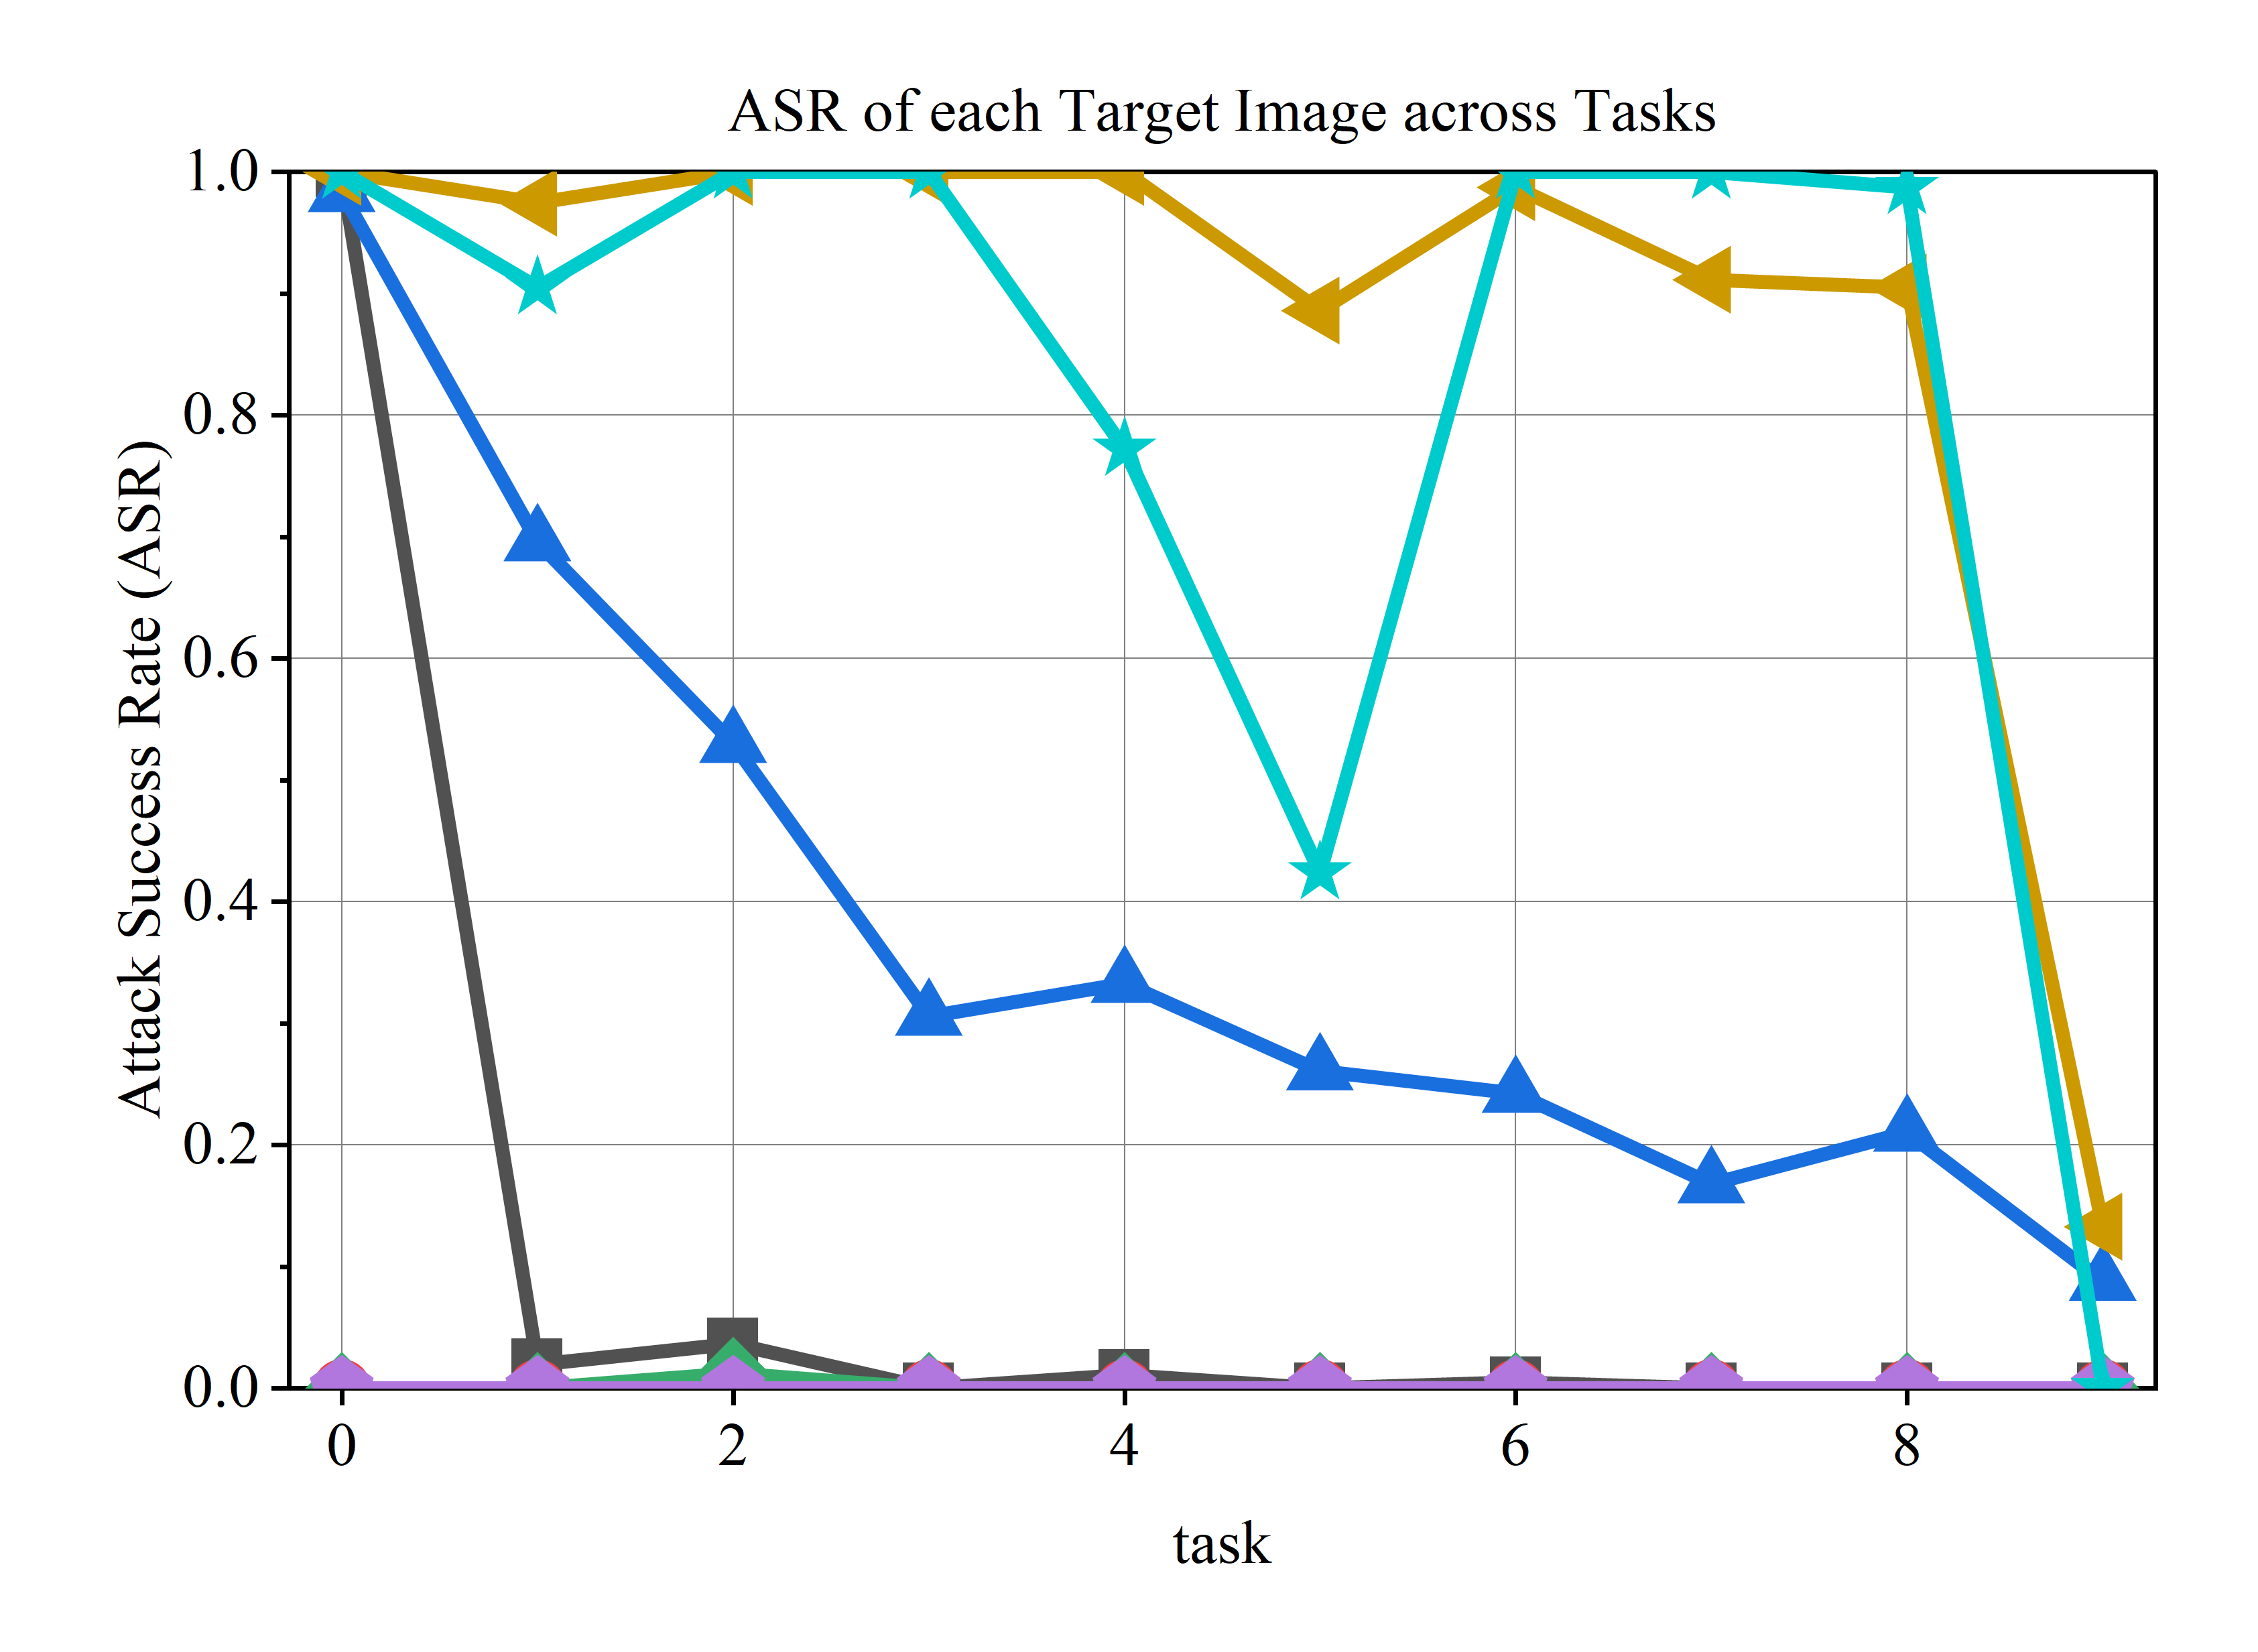 ASR of each Target Image across Tasks
1.0
0.8
0.6
0.4
0.2
0.0
Attack Success Rate (ASR)
0 2 4 6 8
task